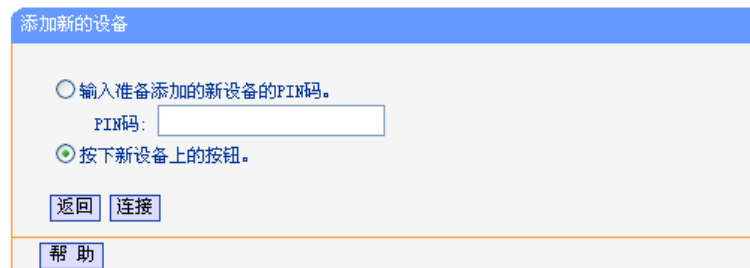 添加新的设备
输入准备添加的新设备的PIN码。
PIN码:
按下新设备上的按钮。
返回 连接
帮 助